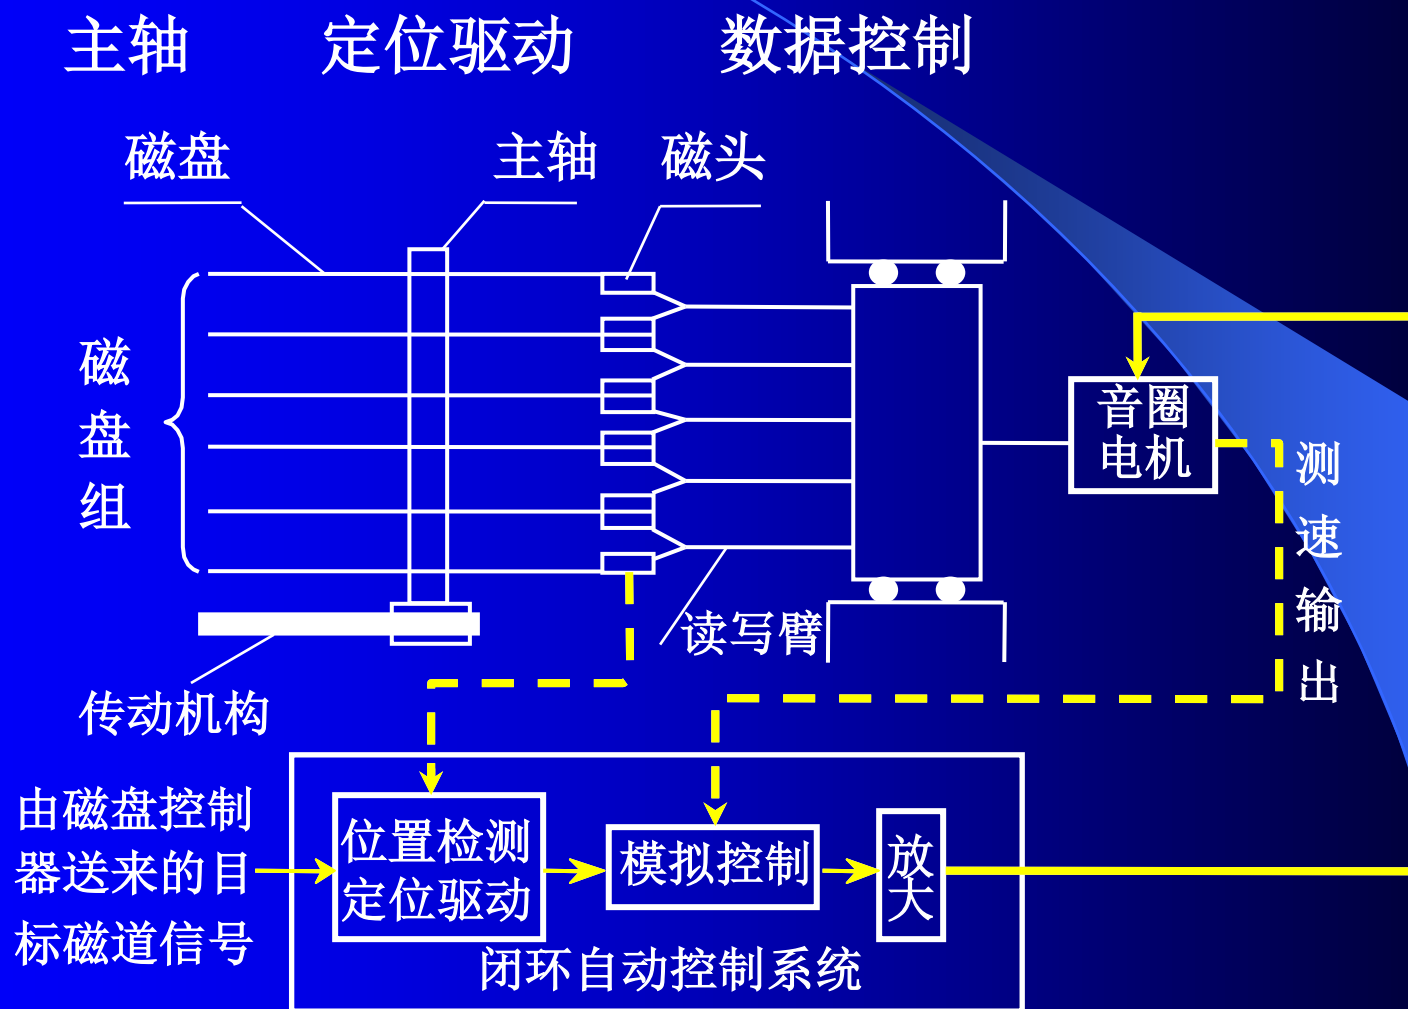 主轴 定位驱动 数据控制
磁盘 主轴 磁头
磁盘组
音圈
电机
测速输出
读写臂
传动机构
由磁盘控制
器送来的目
标磁道信号
位置检测
定位驱动
模拟控制
放大
闭环自动控制系统